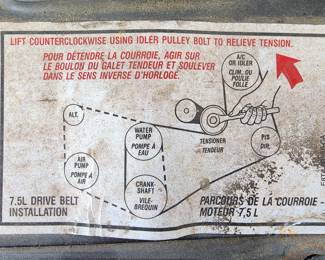 LIFT COUNTERCLOCKWISE USING IDLER PULLEY BOLT TO RELIEVE TENSION.
POUR DÉTENDRE LA COURROIE, AGIR SUR
LE BOULON DU GALET TENDEUR ET SOULEVER
DANS LE SENS INVERSE D'HORLOGE.
A/C
OR IDLER
CLIM. OU
POULIE
FOLLE
ALT.
WATER
PUMP
POMPE À
EAU
TENSIONER
TENDEUR
P/S
DIR.
AIR
PUMP
POMPE À
AIR
CRANK-
SHAFT
VILE-
BREQUIN
7.5L DRIVE BELT
INSTALLATION
PARCOURS DE LA COURROIE -
MOTEUR 7,5 L